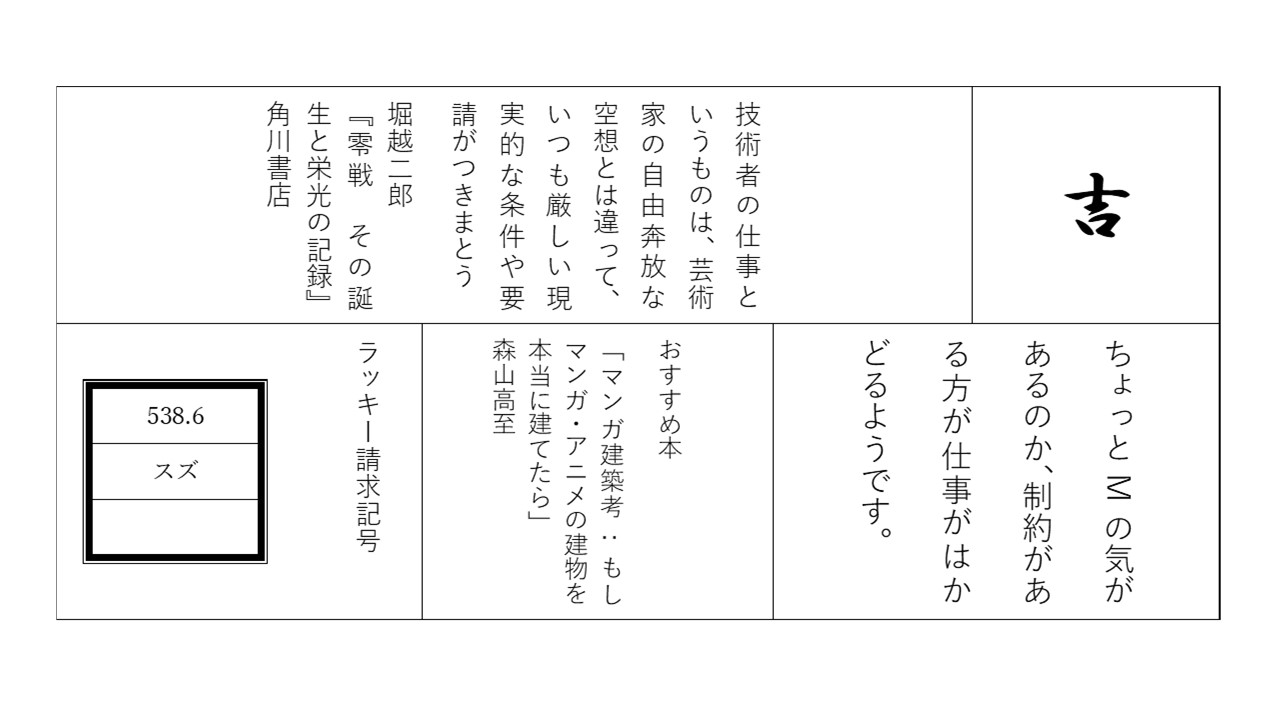 吉
技術者の仕事と
いうものは、芸術
家の自由奔放な
空想とは違って、
いつも厳しい現
実的な条件や要
請がつきまとう
堀越二郎
『零戦　その誕
生と栄光の記録』
角川書店
ちょっとMの気が
あるのか、制約があ
る方が仕事がはか
どるようです。
おすすめ本
「マンガ建築考：もし
マンガ・アニメの建物を
本当に建てたら」
森山高至
ラッキー請求記号
538.6
スズ